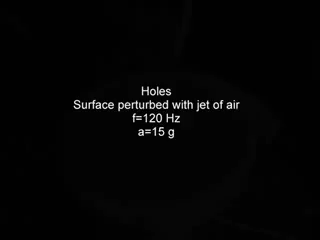 Holes
Surface perturbed with jet of air
f=120 Hz
a=15 g